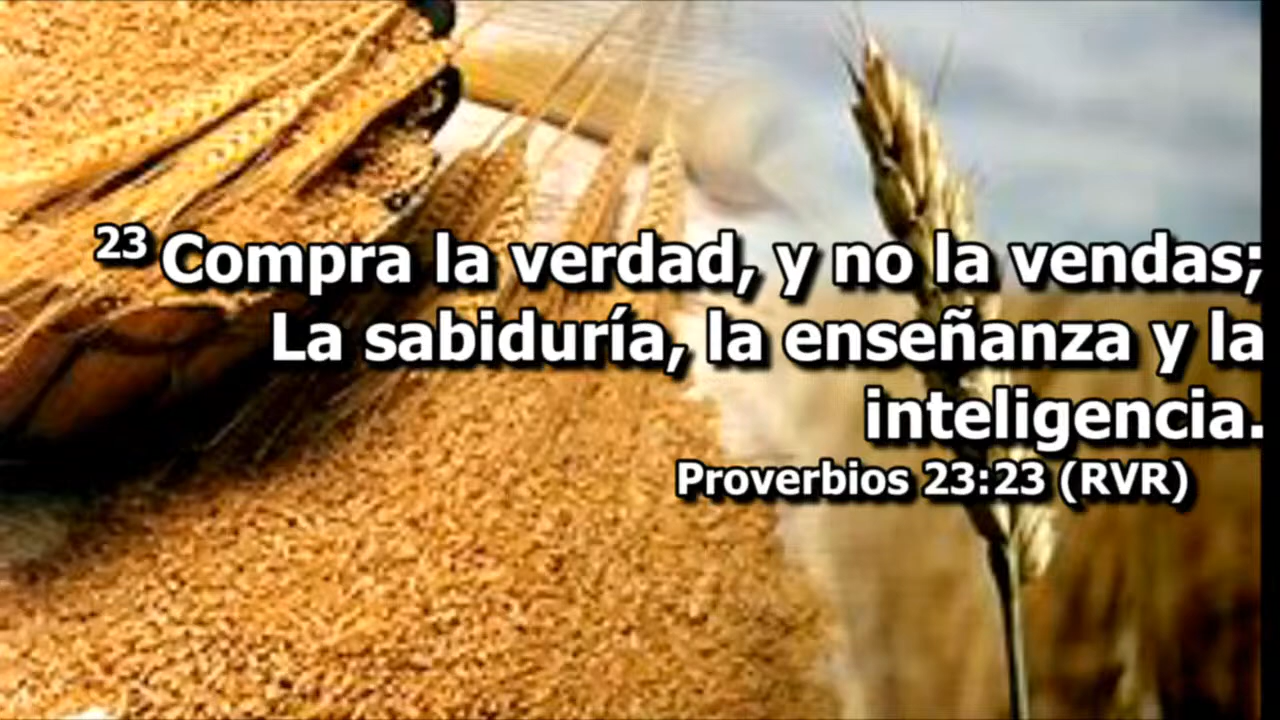 23 Compra la verdad, y no la vendas;
La sabiduría, la enseñanza y la
inteligencia.
Proverbios 23:23 (RVR)